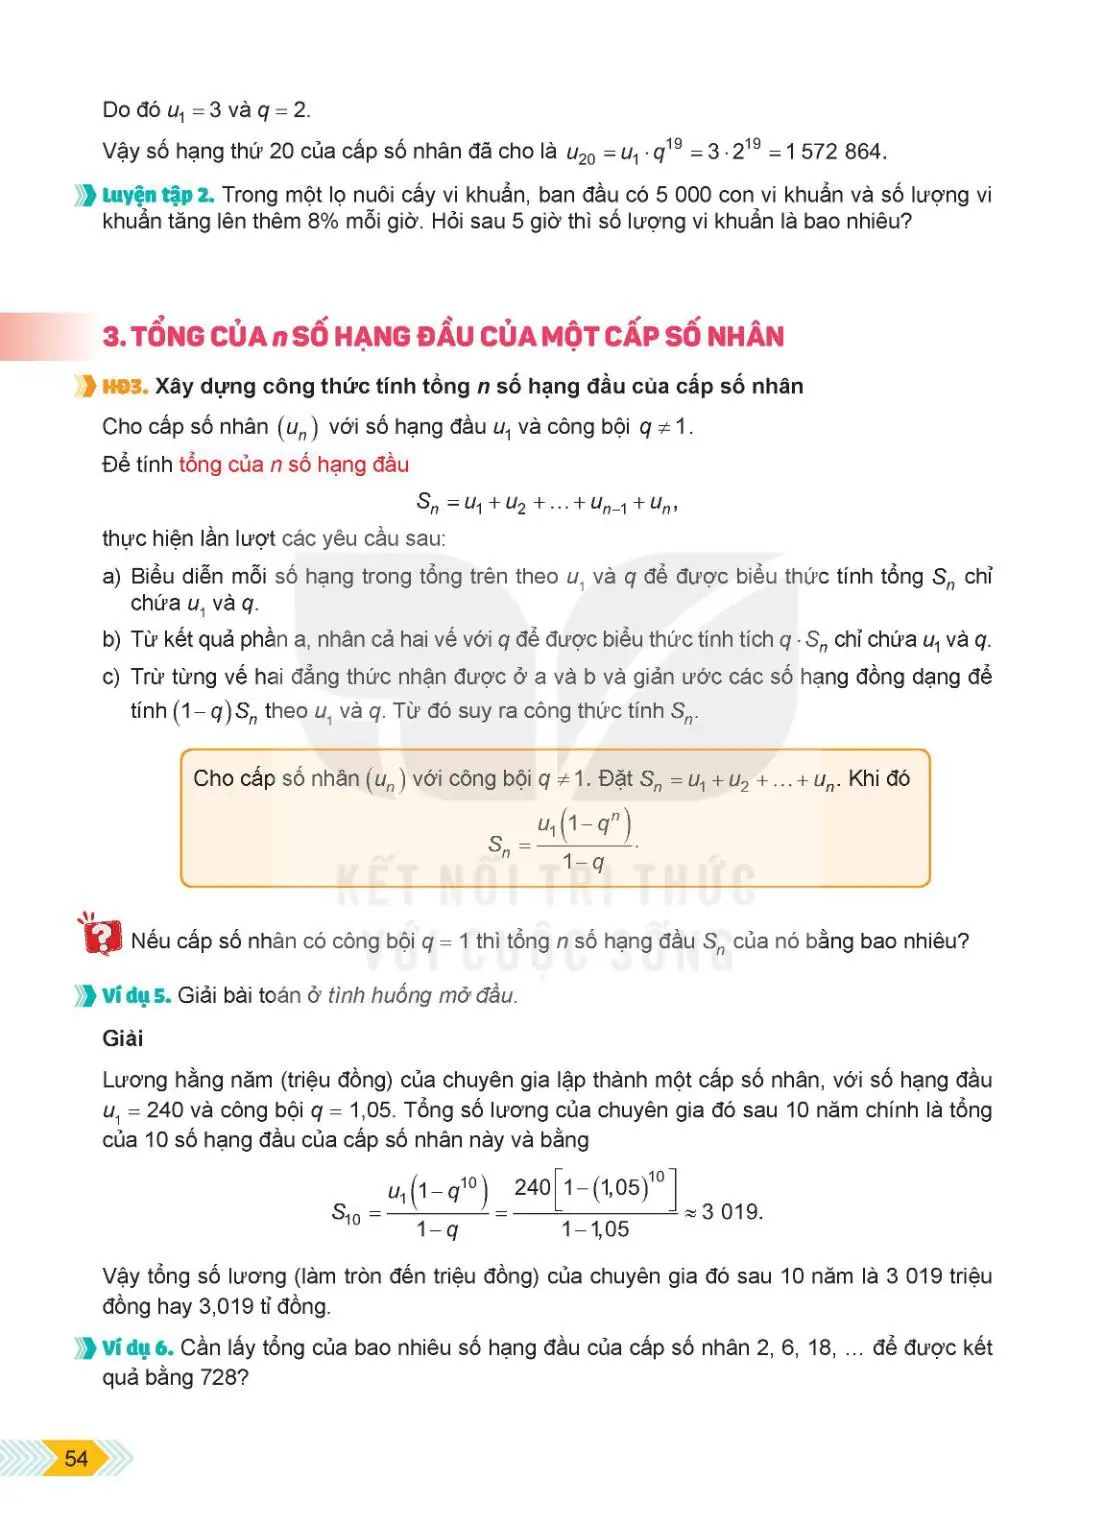 Do đó u₁ = 3 và q = 2.
Vậy số hạng thứ 20 của cấp số nhân đã cho là u₂₀ = u₁ · q¹⁹ = 3 · 2¹⁹ = 1 572 864.
Luyện tập 2. Trong một lọ nuôi cấy vi khuẩn, ban đầu có 5 000 con vi khuẩn và số lượng vi
khuẩn tăng lên thêm 8% mỗi giờ. Hỏi sau 5 giờ thì số lượng vi khuẩn là bao nhiêu?
3. TỔNG CỦA n SỐ HẠNG ĐẦU CỦA MỘT CẤP SỐ NHÂN
HĐ3. Xây dựng công thức tính tổng n số hạng đầu của cấp số nhân
Cho cấp số nhân (uₙ) với số hạng đầu u₁ và công bội q ≠ 1.
Để tính tổng của n số hạng đầu
Sₙ = u₁ + u₂ + … + uₙ₋₁ + uₙ,
thực hiện lần lượt các yêu cầu sau:
a) Biểu diễn mỗi số hạng trong tổng trên theo u₁ và q để được biểu thức tính tổng Sₙ chỉ
chứa u₁ và q.
b) Từ kết quả phần a, nhân cả hai vế với q để được biểu thức tính tích q · Sₙ chỉ chứa u₁ và q.
c) Trừ từng vế hai đẳng thức nhận được ở a và b và giản ước các số hạng đồng dạng để
tính (1 – q)Sₙ theo u₁ và q. Từ đó suy ra công thức tính Sₙ.
Cho cấp số nhân (uₙ) với công bội q ≠ 1. Đặt Sₙ = u₁ + u₂ + … + uₙ. Khi đó
Sₙ = u₁(1 – qⁿ) / (1 – q).
KẾT NỐI TRI THỨC
VỚI CUỘC SỐNG
? Nếu cấp số nhân có công bội q = 1 thì tổng n số hạng đầu Sₙ của nó bằng bao nhiêu?
Ví dụ 5. Giải bài toán ở tình huống mở đầu.
Giải
Lương hằng năm (triệu đồng) của chuyên gia lập thành một cấp số nhân, với số hạng đầu
u₁ = 240 và công bội q = 1,05. Tổng số lương của chuyên gia đó sau 10 năm chính là tổng
của 10 số hạng đầu của cấp số nhân này và bằng
S₁₀ = u₁(1 – q¹⁰) / (1 – q) = 240[1 – (1,05)¹⁰] / (1 – 1,05) ≈ 3 019.
Vậy tổng số lương (làm tròn đến triệu đồng) của chuyên gia đó sau 10 năm là 3 019 triệu
đồng hay 3,019 tỉ đồng.
Ví dụ 6. Cần lấy tổng của bao nhiêu số hạng đầu của cấp số nhân 2, 6, 18, … để được kết
quả bằng 728?
54